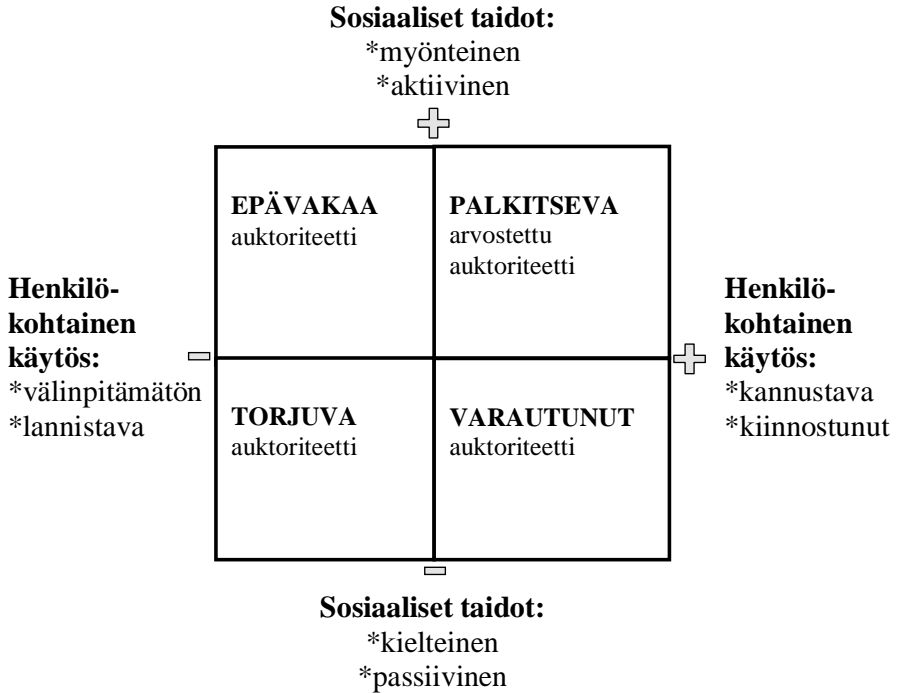 Sosiaaliset taidot:
*myönteinen
*aktiivinen
EPÄVAKAA
auktoriteetti
PALKITSEVA
arvostettu
auktoriteetti
Henkilö-
kohtainen
käytös:
*välinpitämätön
*lannistava
Henkilö-
kohtainen
käytös:
*kannustava
*kiinnostunut
TORJUVA
auktoriteetti
VARAUTUNUT
auktoriteetti
Sosiaaliset taidot:
*kielteinen
*passiivinen